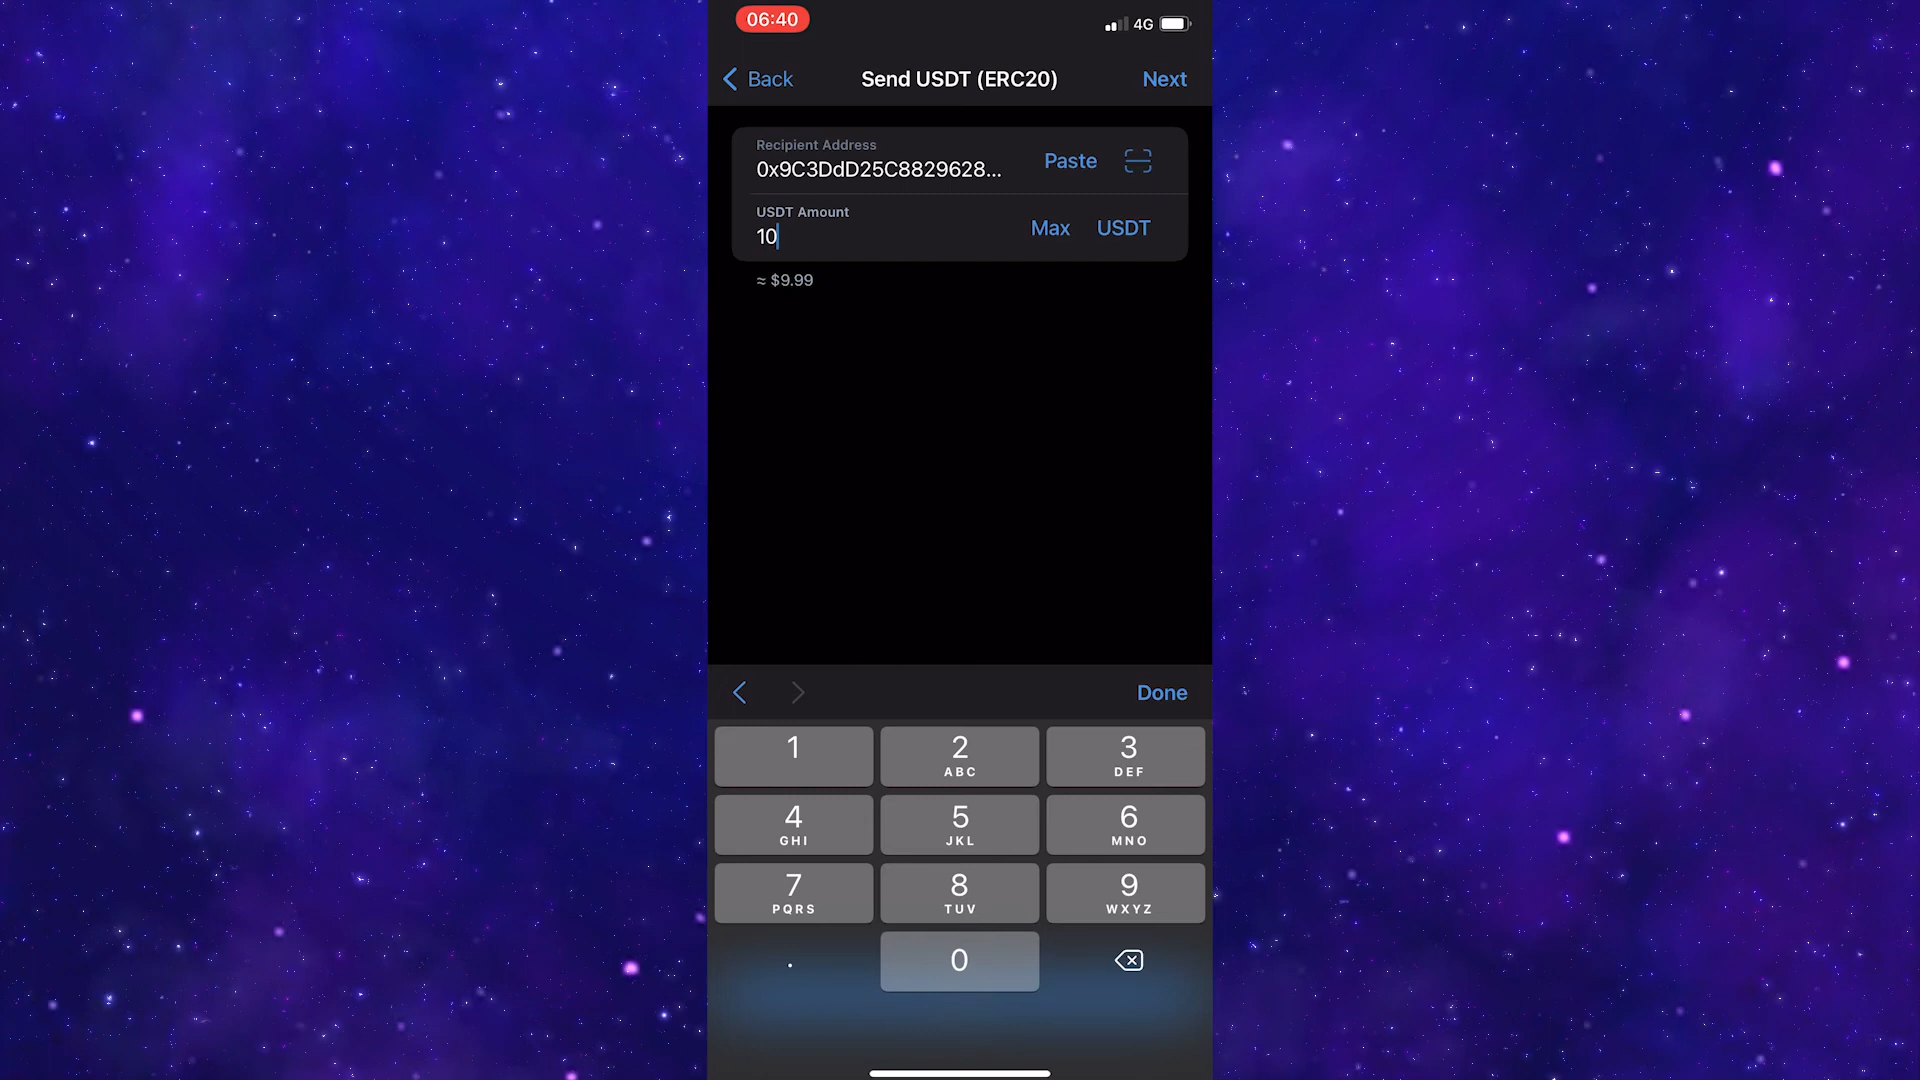 06:40
4G
Back
Send USDT (ERC20)
Next
Recipient Address
0x9C3DdD25C8829628...
Paste
USDT Amount
10
Max
USDT
≈ $9.99
Done
1
2
ABC
3
DEF
4
GHI
5
JKL
6
MNO
7
PQRS
8
TUV
9
WXYZ
.
0